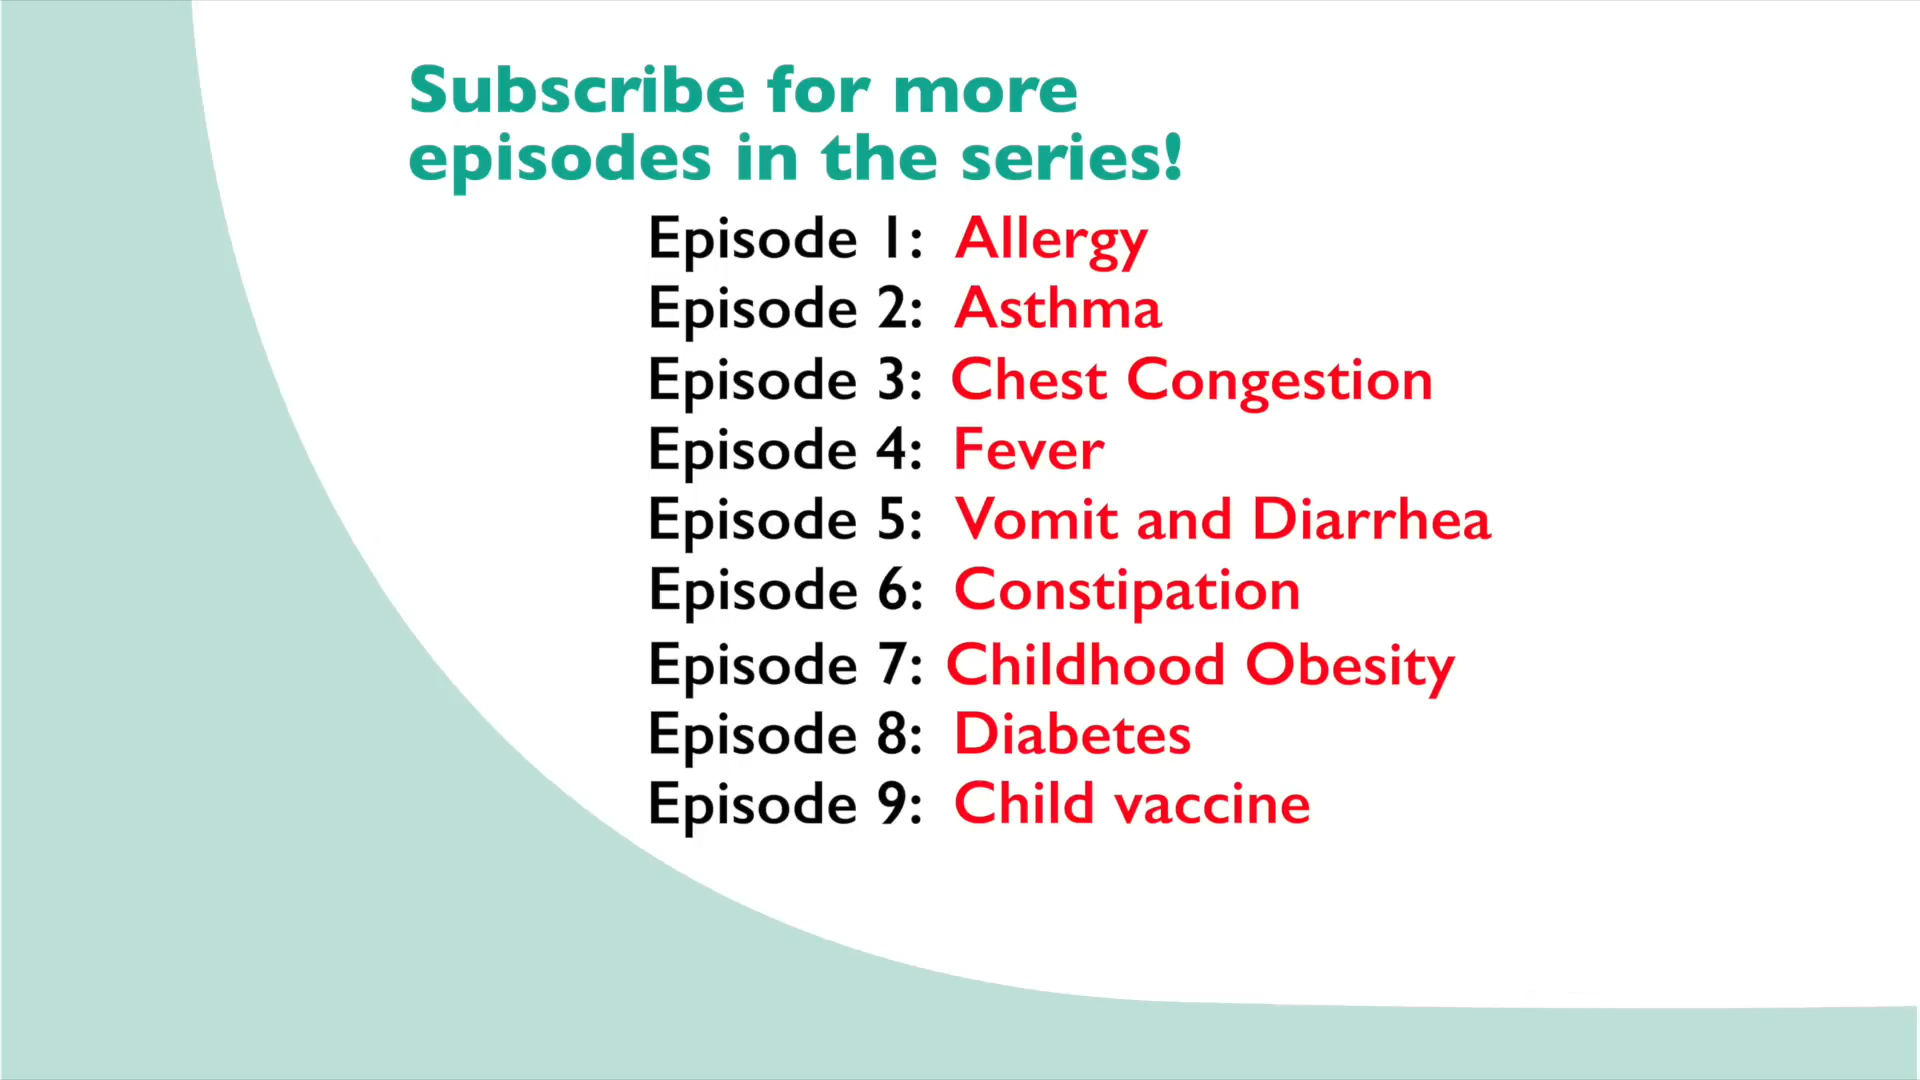 Subscribe for more
episodes in the series!
Episode 1: Allergy
Episode 2: Asthma
Episode 3: Chest Congestion
Episode 4: Fever
Episode 5: Vomit and Diarrhea
Episode 6: Constipation
Episode 7: Childhood Obesity
Episode 8: Diabetes
Episode 9: Child vaccine